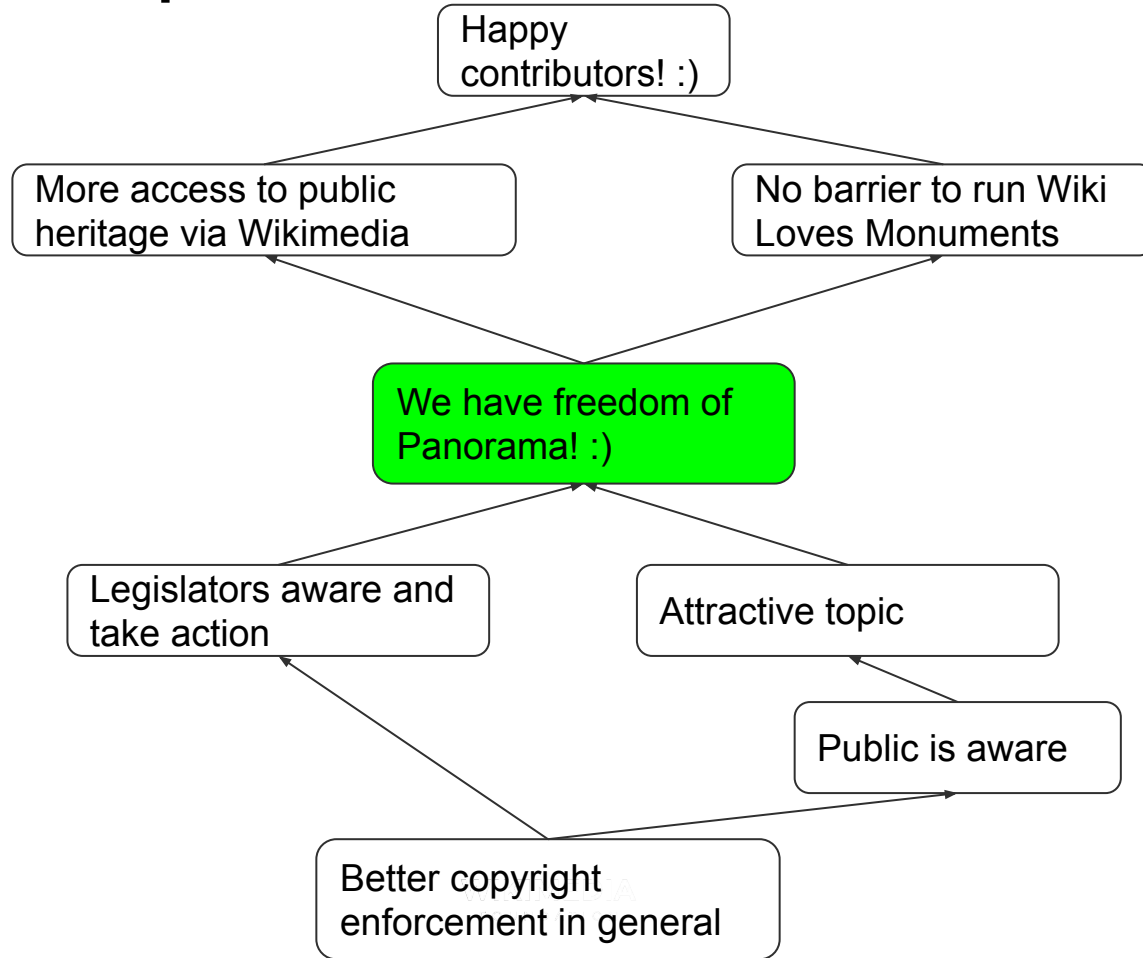 Happy
contributors! :)
More access to public
heritage via Wikimedia
No barrier to run Wiki
Loves Monuments
We have freedom of
Panorama! :)
Legislators aware and
take action
Attractive topic
Public is aware
Better copyright
enforcement in general